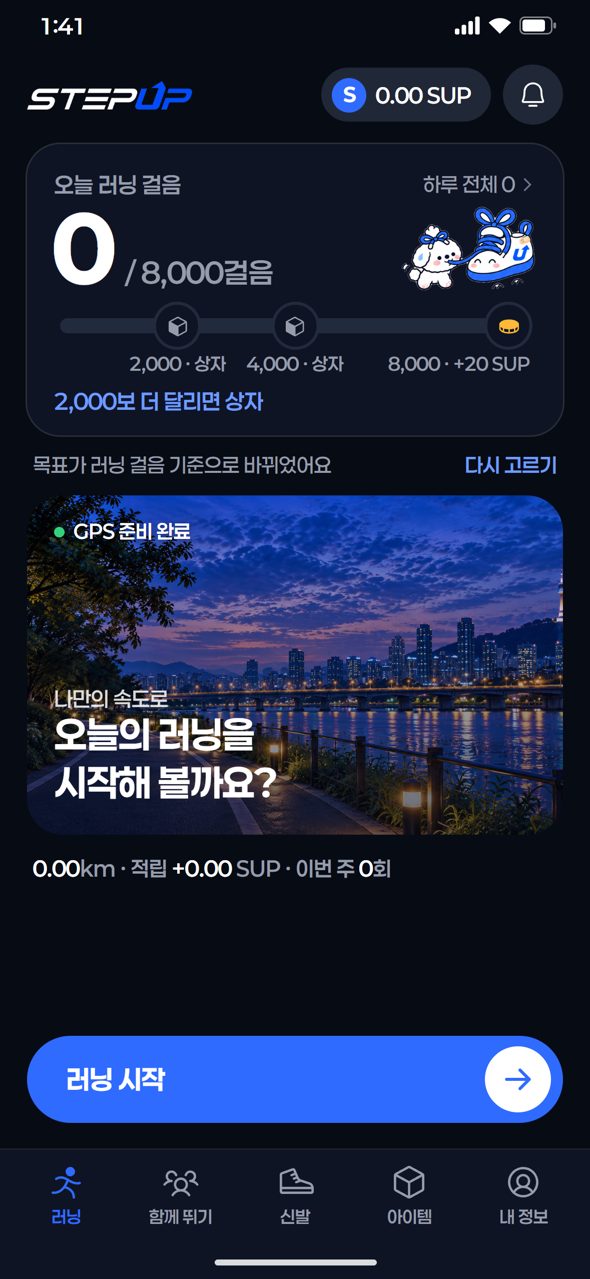 1:41
STEPUP
S 0.00 SUP
오늘 러닝 걸음
하루 전체 0
0 / 8,000걸음
2,000 · 상자
4,000 · 상자
8,000 · +20 SUP
2,000보 더 달리면 상자
목표가 러닝 걸음 기준으로 바뀌었어요
다시 고르기
GPS 준비 완료
나만의 속도로
오늘의 러닝을
시작해 볼까요?
0.00km · 적립 +0.00 SUP · 이번 주 0회
러닝 시작
러닝
함께 뛰기
신발
아이템
내 정보